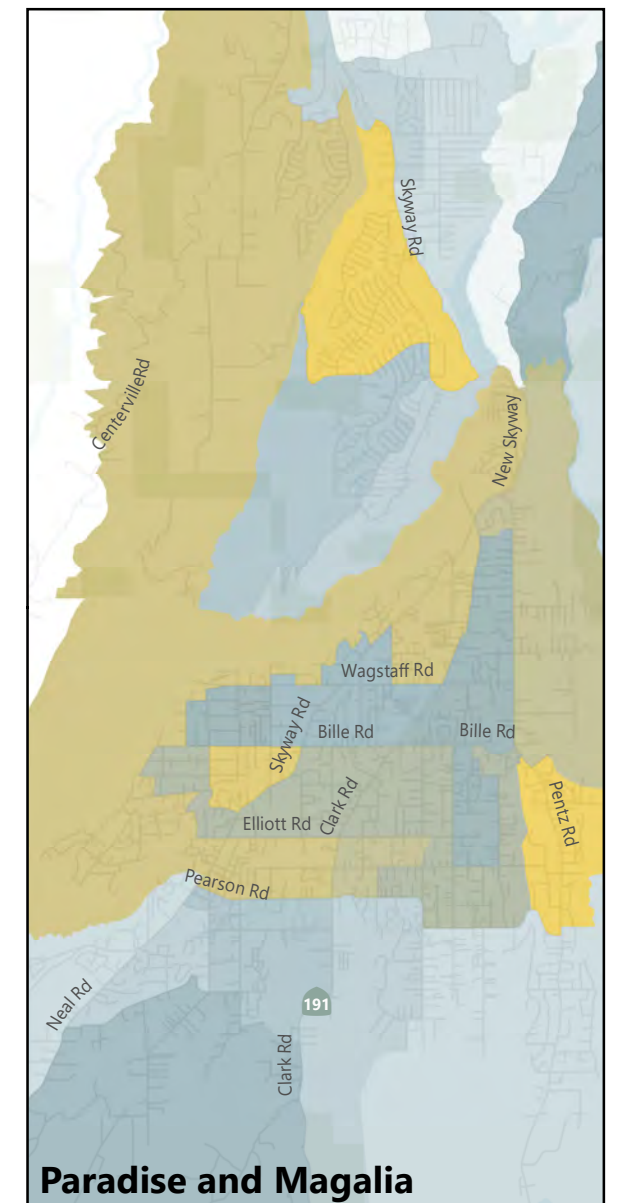 Skyway Rd
CentervilleRd
New Skyway
Wagstaff Rd
Skyway Rd
Bille Rd
Bille Rd
Pentz Rd
Clark Rd
Elliott Rd
Pearson Rd
Neal Rd
191
Clark Rd
Paradise and Magalia